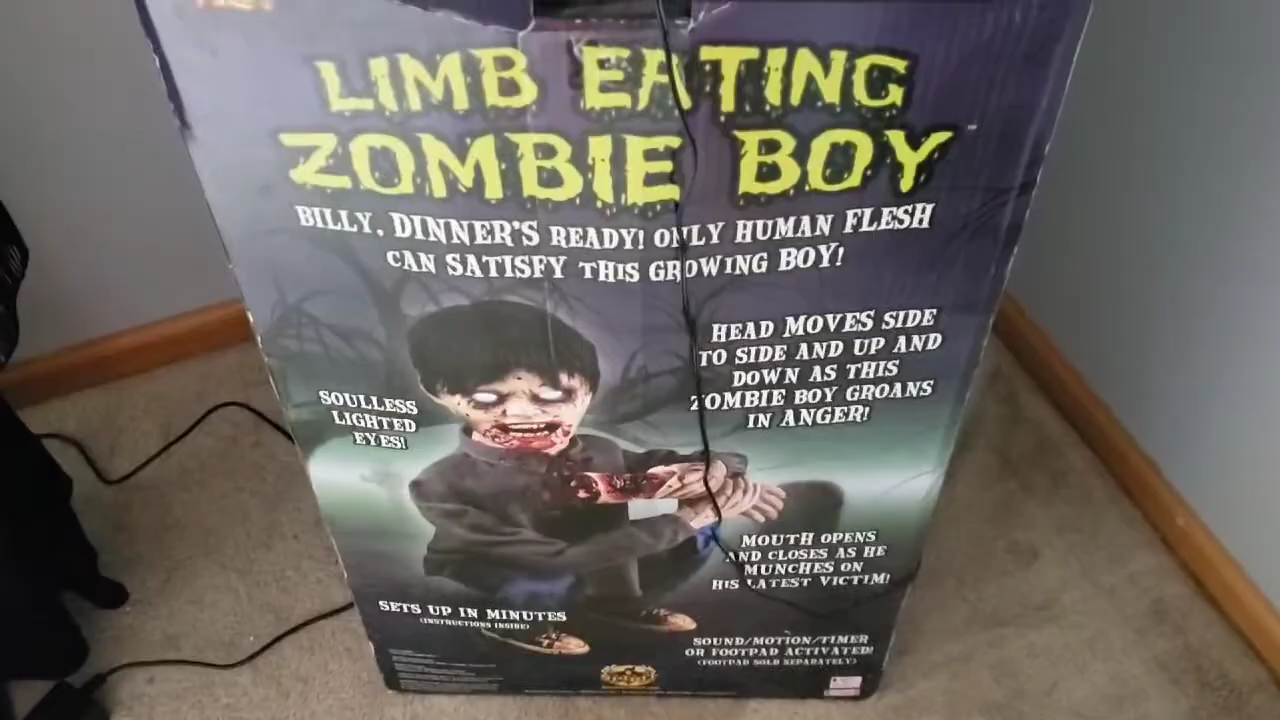 LIMB EATING
ZOMBIE BOY
BILLY, DINNER'S READY! ONLY HUMAN FLESH
CAN SATISFY THIS GROWING BOY!
HEAD MOVES SIDE
TO SIDE AND UP AND
DOWN AS THIS
ZOMBIE BOY GROANS
IN ANGER!
SOULLESS
LIGHTED
EYES!
MOUTH OPENS
AND CLOSES AS HE
MUNCHES ON
HIS LATEST VICTIM!
SETS UP IN MINUTES
(INSTRUCTIONS INSIDE)
SOUND/MOTION/TIMER
OR FOOTPAD ACTIVATED!
(FOOTPAD SOLD SEPARATELY)